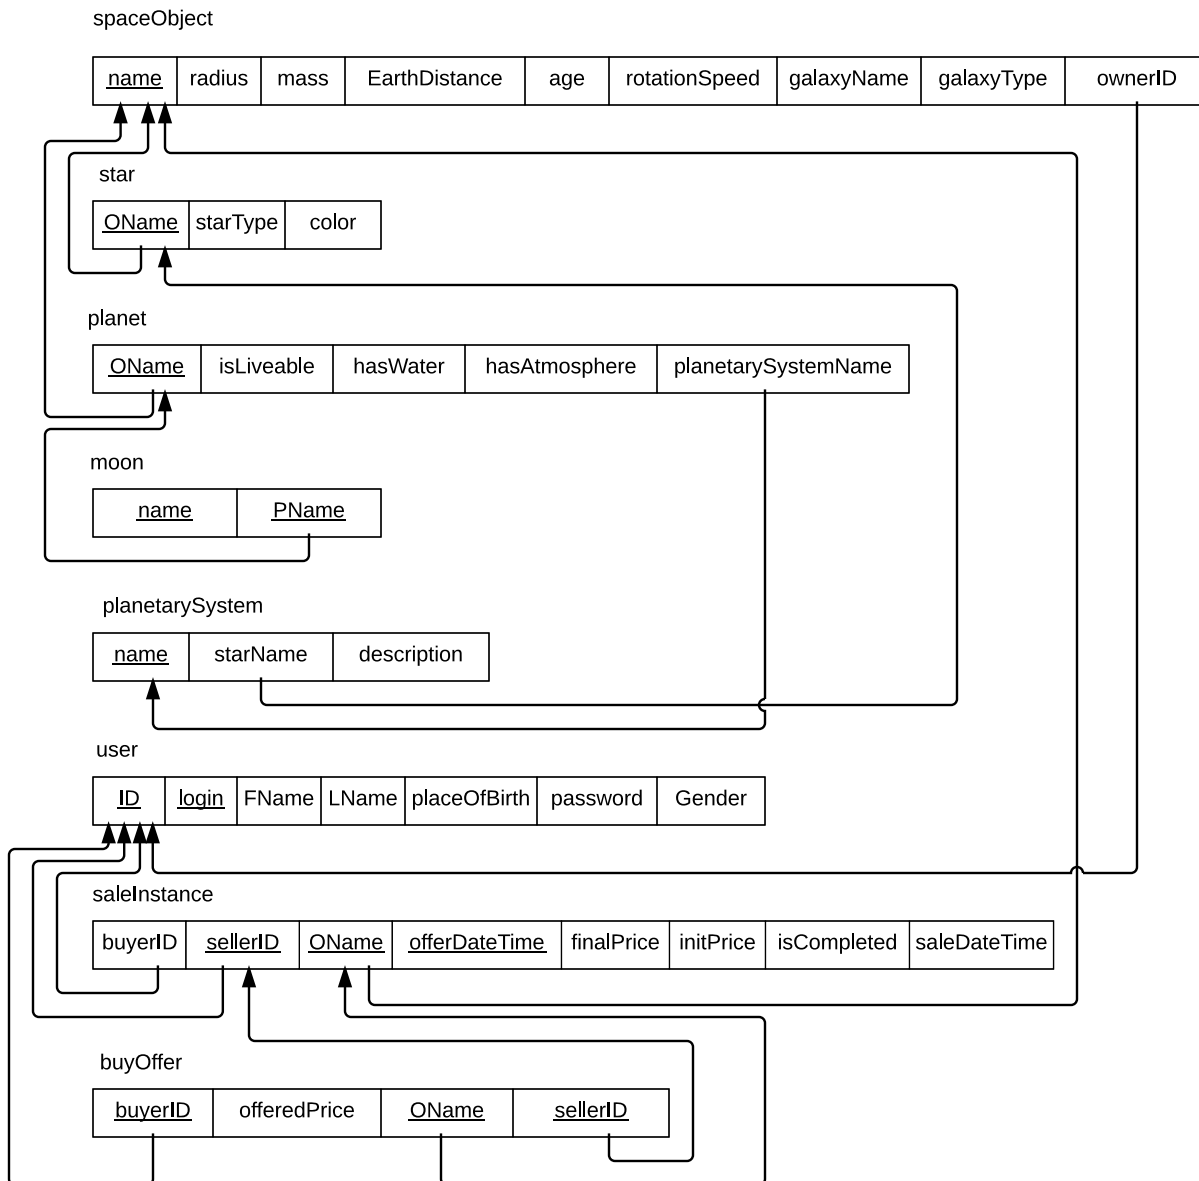 spaceObject
name radius mass EarthDistance age rotationSpeed galaxyName galaxyType ownerID
star
OName starType color
planet
OName isLiveable hasWater hasAtmosphere planetarySystemName
moon
name PName
planetarySystem
name starName description
user
ID login FName LName placeOfBirth password Gender
saleInstance
buyerID sellerID OName offerDateTime finalPrice initPrice isCompleted saleDateTime
buyOffer
buyerID offeredPrice OName sellerID